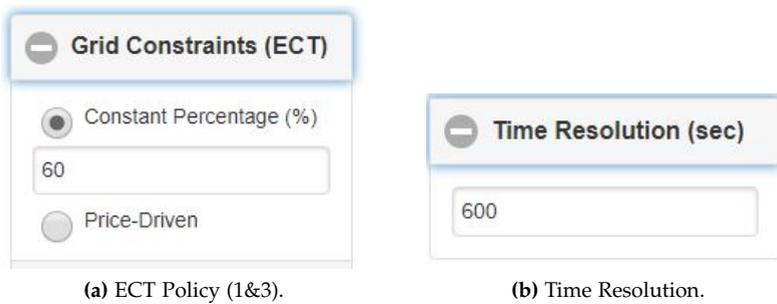 Grid Constraints (ECT)
Constant Percentage (%)
60
Price-Driven
(a) ECT Policy (1&3).
Time Resolution (sec)
600
(b) Time Resolution.